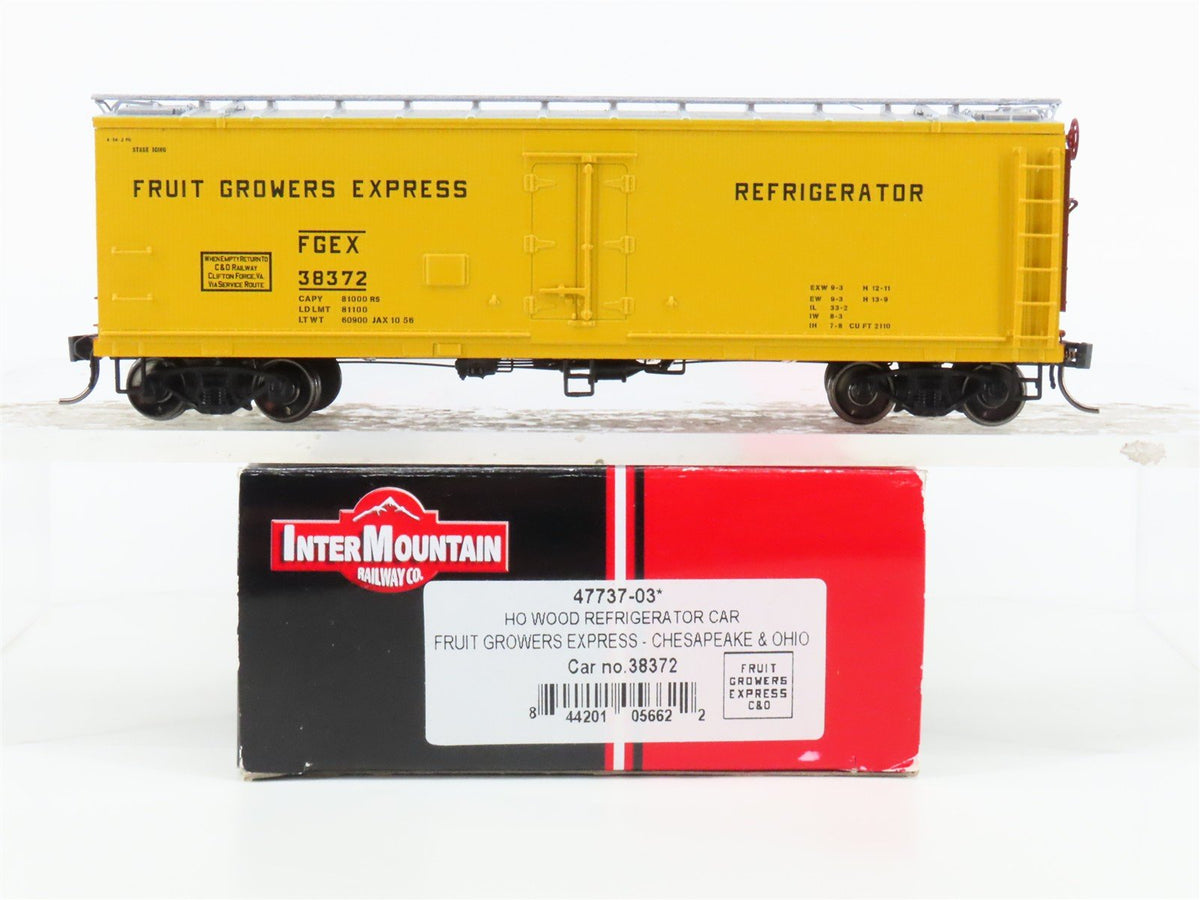 STASE 30100
FRUIT GROWERS EXPRESS
REFRIGERATOR
FGEX
38372
WHEN EMPTY RETURN TO
C&O RAILWAY
CLIFTON FORGE, VA.
VIA SERVICE ROUTE
CAPY 81000 RS
LD LMT 81100
LT WT 60900 JAX 10 56
EXW 9-3 H 12-11
EW 9-3 H 13-9
IL 33-2
IW 8-3
IH 7-8 CU FT 2110
INTERMOUNTAIN
RAILWAY CO.
47737-03*
HO WOOD REFRIGERATOR CAR
FRUIT GROWERS EXPRESS - CHESAPEAKE & OHIO
Car no.38372
8 44201 05662 2
FRUIT
GROWERS
EXPRESS
C&O